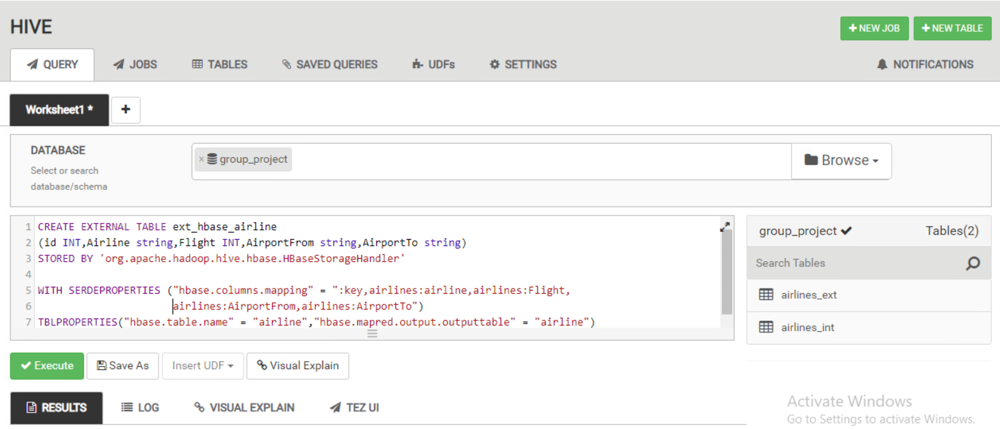 HIVE
NEW JOB NEW TABLE
QUERY JOBS TABLES SAVED QUERIES UDFs SETTINGS NOTIFICATIONS
Worksheet1 * +
DATABASE
Select or search
database/schema
× group_project
Browse
1 CREATE EXTERNAL TABLE ext_hbase_airline
2 (id INT,Airline string,Flight INT,AirportFrom string,AirportTo string)
3 STORED BY 'org.apache.hadoop.hive.hbase.HBaseStorageHandler'
4
5 WITH SERDEPROPERTIES ("hbase.columns.mapping" = ":key,airlines:airline,airlines:Flight,
6 airlines:AirportFrom,airlines:AirportTo")
7 TBLPROPERTIES("hbase.table.name" = "airline","hbase.mapred.output.outputtable" = "airline")
group_project Tables(2)
Search Tables
airlines_ext
airlines_int
Execute Save As Insert UDF Visual Explain
RESULTS LOG VISUAL EXPLAIN TEZ UI
Activate Windows
Go to Settings to activate Windows.